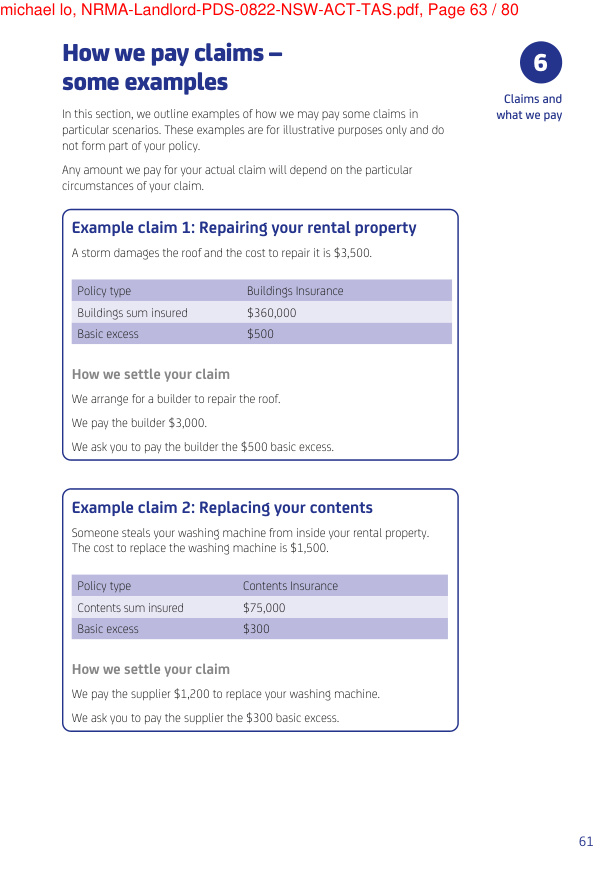 michael lo, NRMA-Landlord-PDS-0822-NSW-ACT-TAS.pdf, Page 63 / 80
How we pay claims –
some examples
6
Claims and
what we pay
In this section, we outline examples of how we may pay some claims in
particular scenarios. These examples are for illustrative purposes only and do
not form part of your policy.
Any amount we pay for your actual claim will depend on the particular
circumstances of your claim.
Example claim 1: Repairing your rental property
A storm damages the roof and the cost to repair it is $3,500.
Policy type Buildings Insurance
Buildings sum insured $360,000
Basic excess $500
How we settle your claim
We arrange for a builder to repair the roof.
We pay the builder $3,000.
We ask you to pay the builder the $500 basic excess.
Example claim 2: Replacing your contents
Someone steals your washing machine from inside your rental property.
The cost to replace the washing machine is $1,500.
Policy type Contents Insurance
Contents sum insured $75,000
Basic excess $300
How we settle your claim
We pay the supplier $1,200 to replace your washing machine.
We ask you to pay the supplier the $300 basic excess.
61